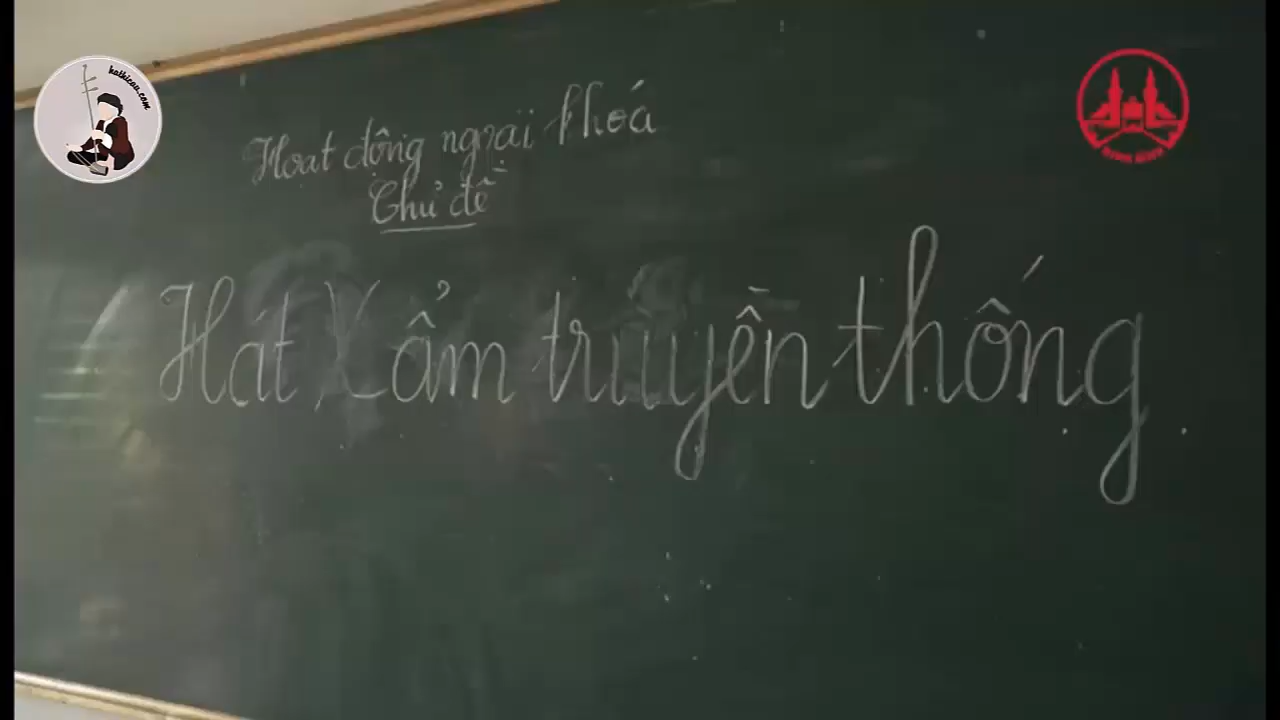 Hoạt động ngoại khoá
Chủ đề
Hát Xẩm truyền thống